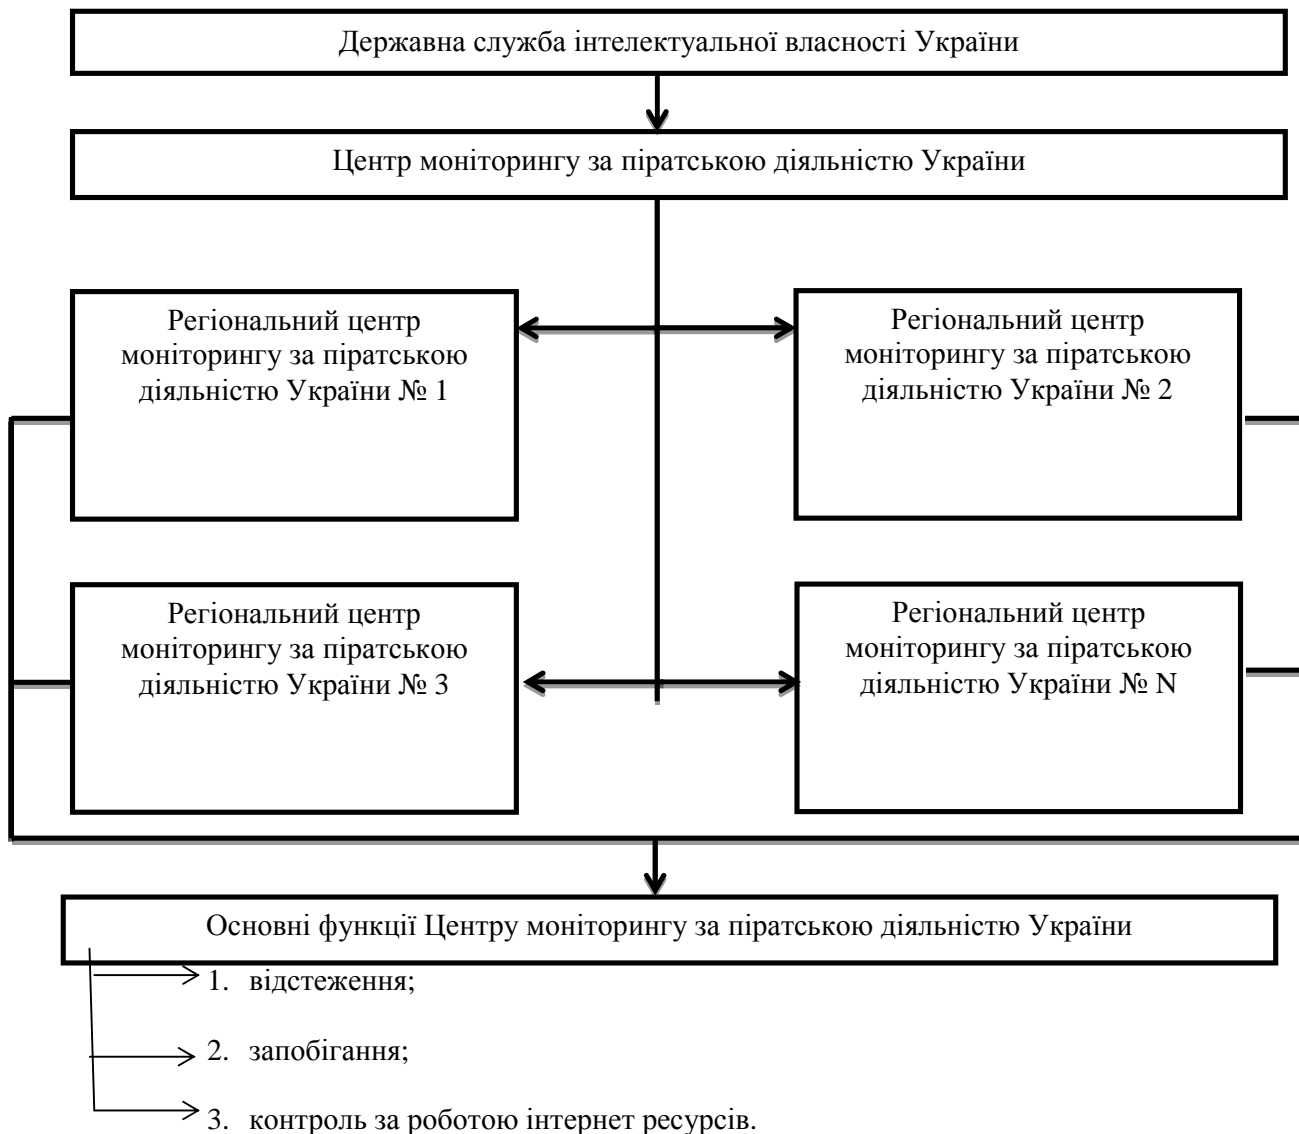 Державна служба інтелектуальної власності України
Центр моніторингу за піратською діяльністю України
Регіональний центр
моніторингу за піратською
діяльністю України № 1
Регіональний центр
моніторингу за піратською
діяльністю України № 2
Регіональний центр
моніторингу за піратською
діяльністю України № 3
Регіональний центр
моніторингу за піратською
діяльністю України № N
Основні функції Центру моніторингу за піратською діяльністю України
1. відстеження;
2. запобігання;
3. контроль за роботою інтернет ресурсів.